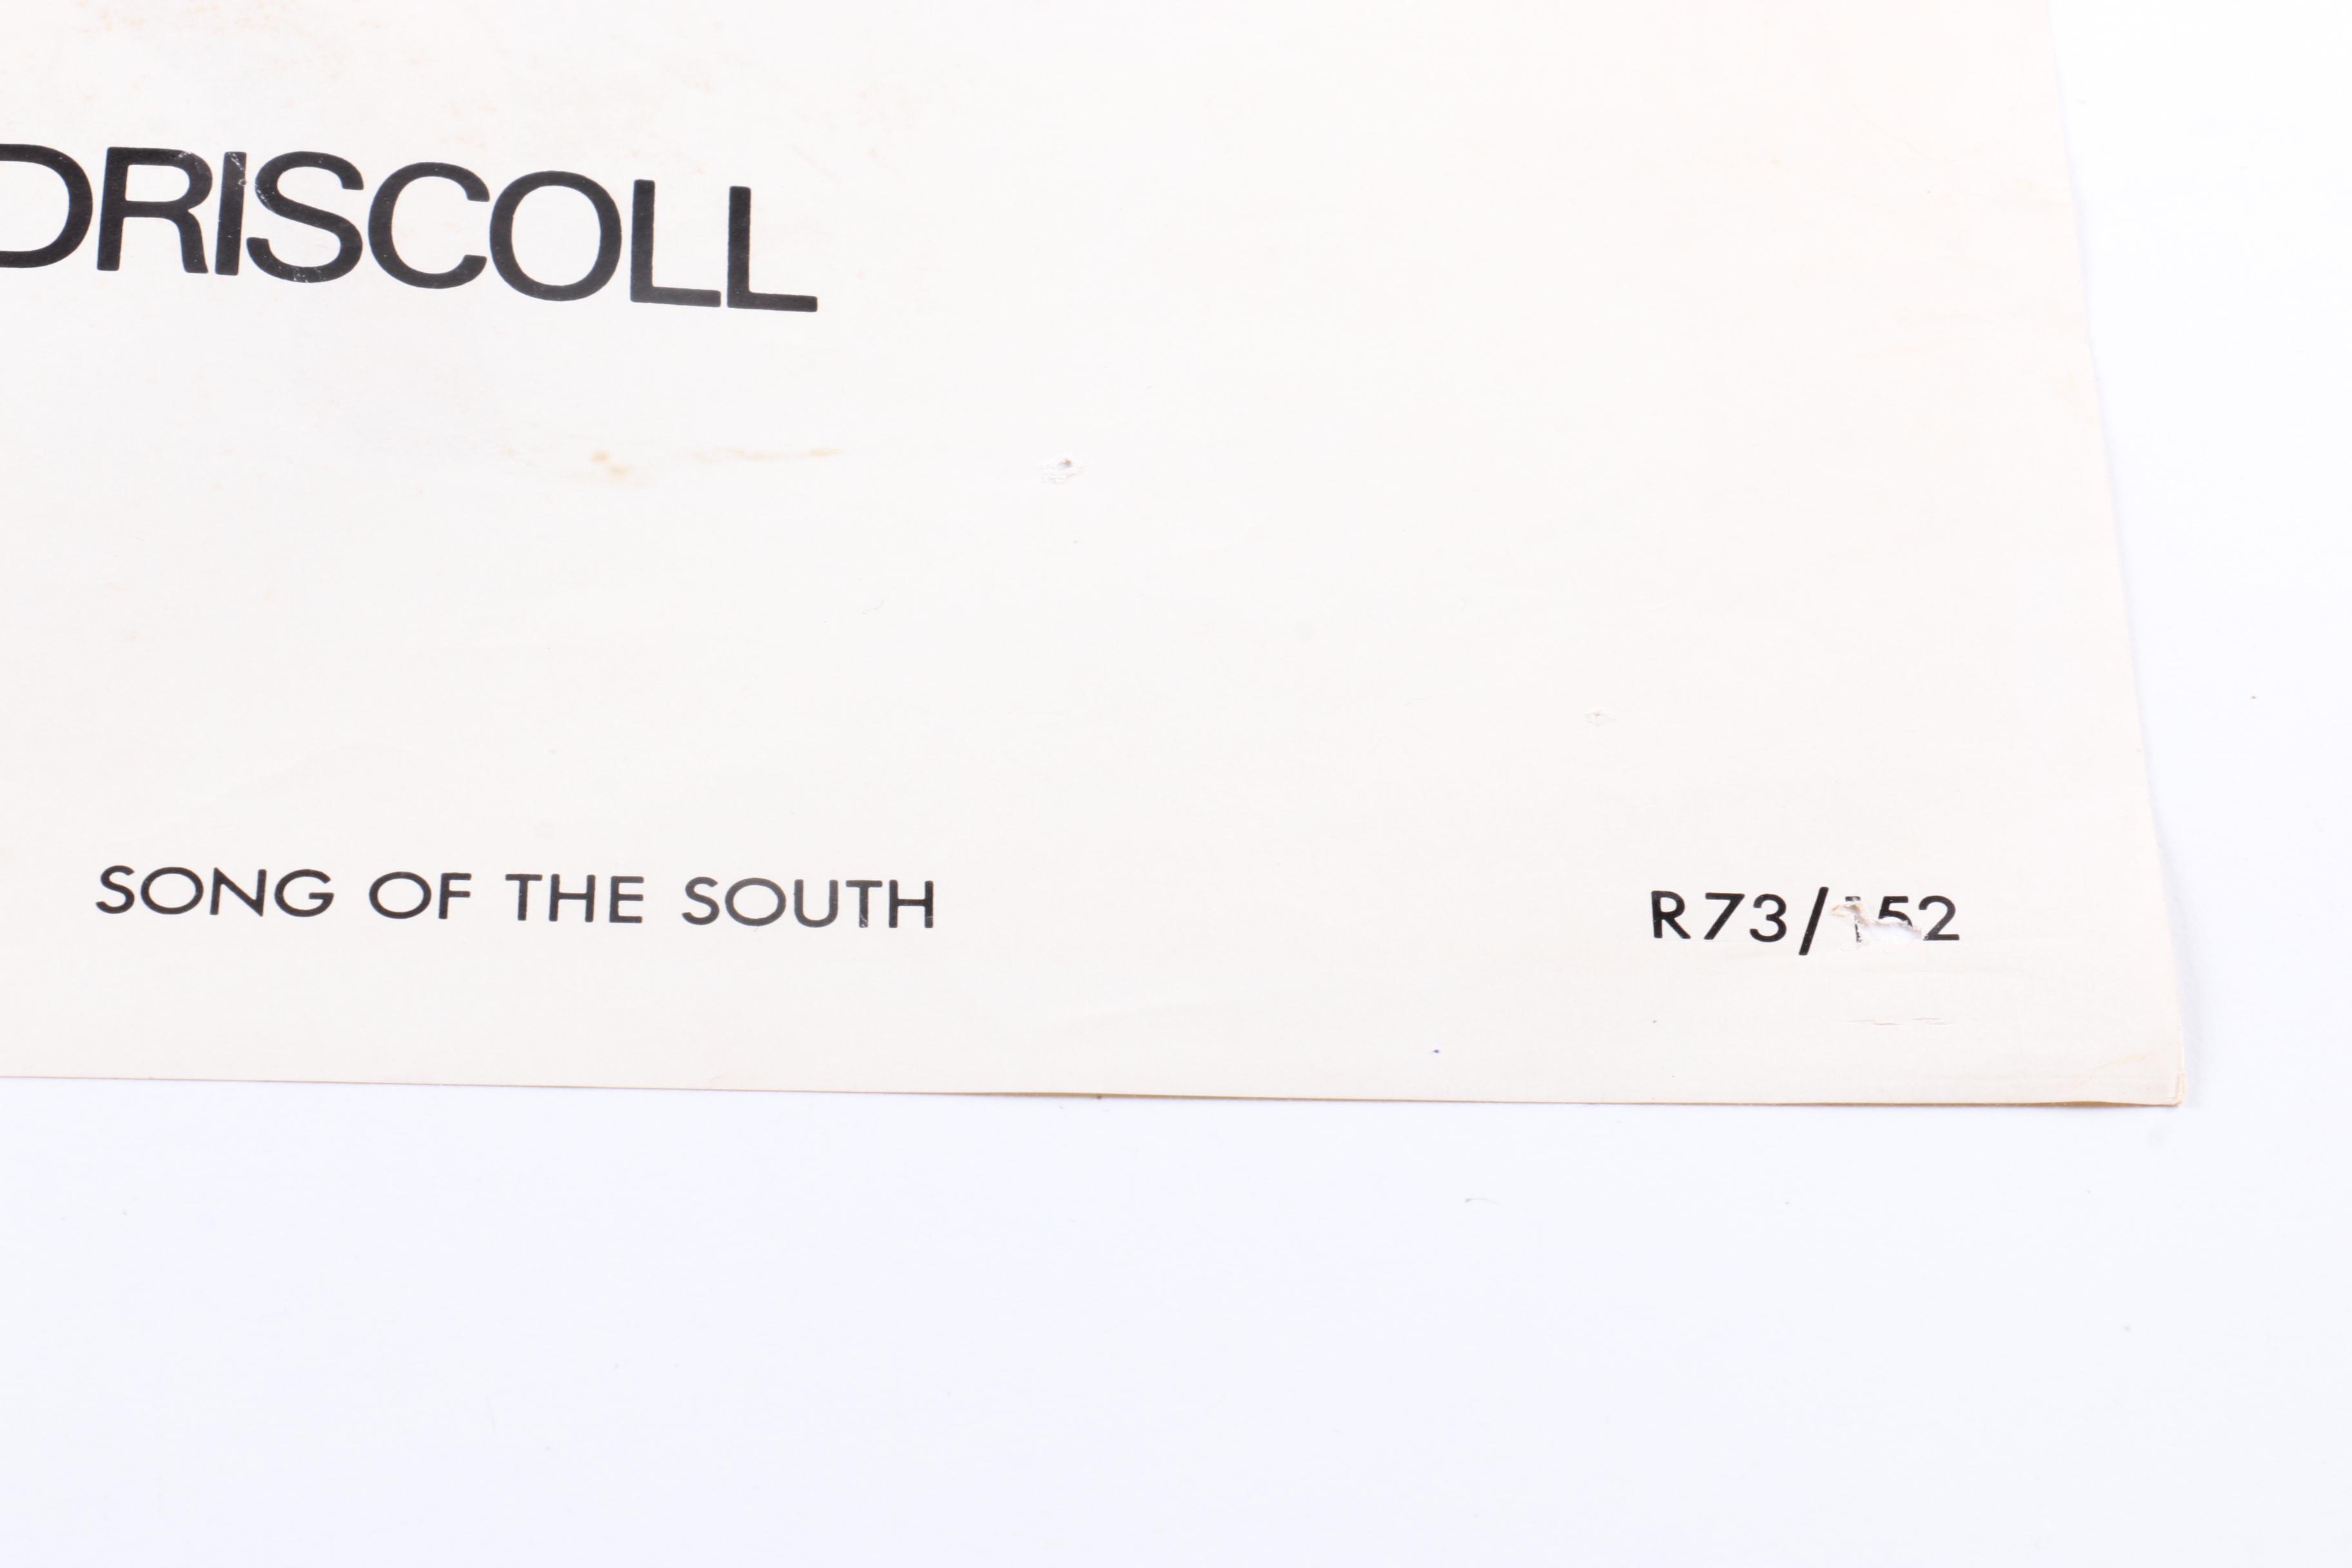 DRISCOLL
SONG OF THE SOUTH
R73/152